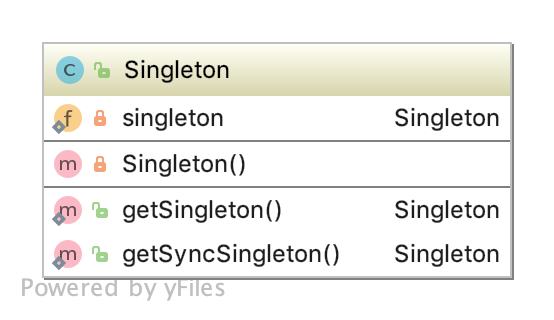 C Singleton
f singleton Singleton
m Singleton()
m getSingleton() Singleton
m getSyncSingleton() Singleton
Powered by yFiles